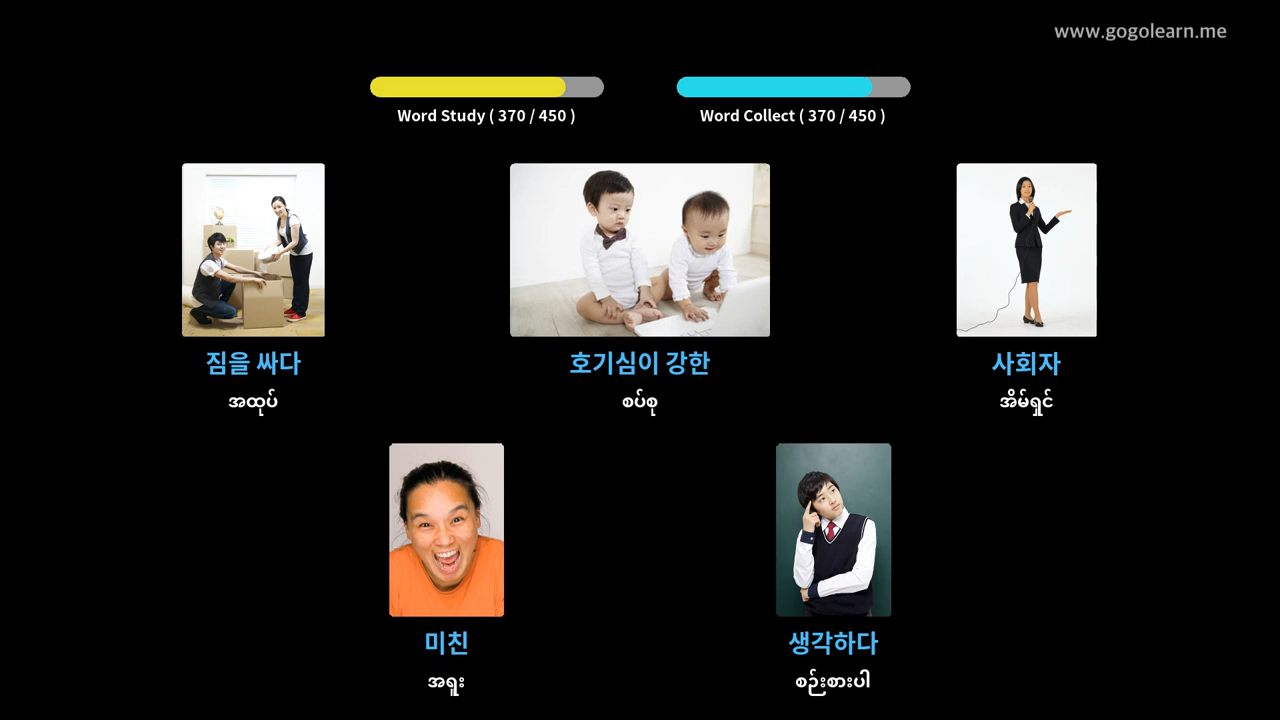 www.gogolearn.me
Word Study ( 370 / 450 )
Word Collect ( 370 / 450 )
짐을 싸다
호기심이 강한
사회자
အထုပ်
စပ်စု
အိမ်ရှင်
미친
생각하다
အရူး
စဉ်းစားပါ